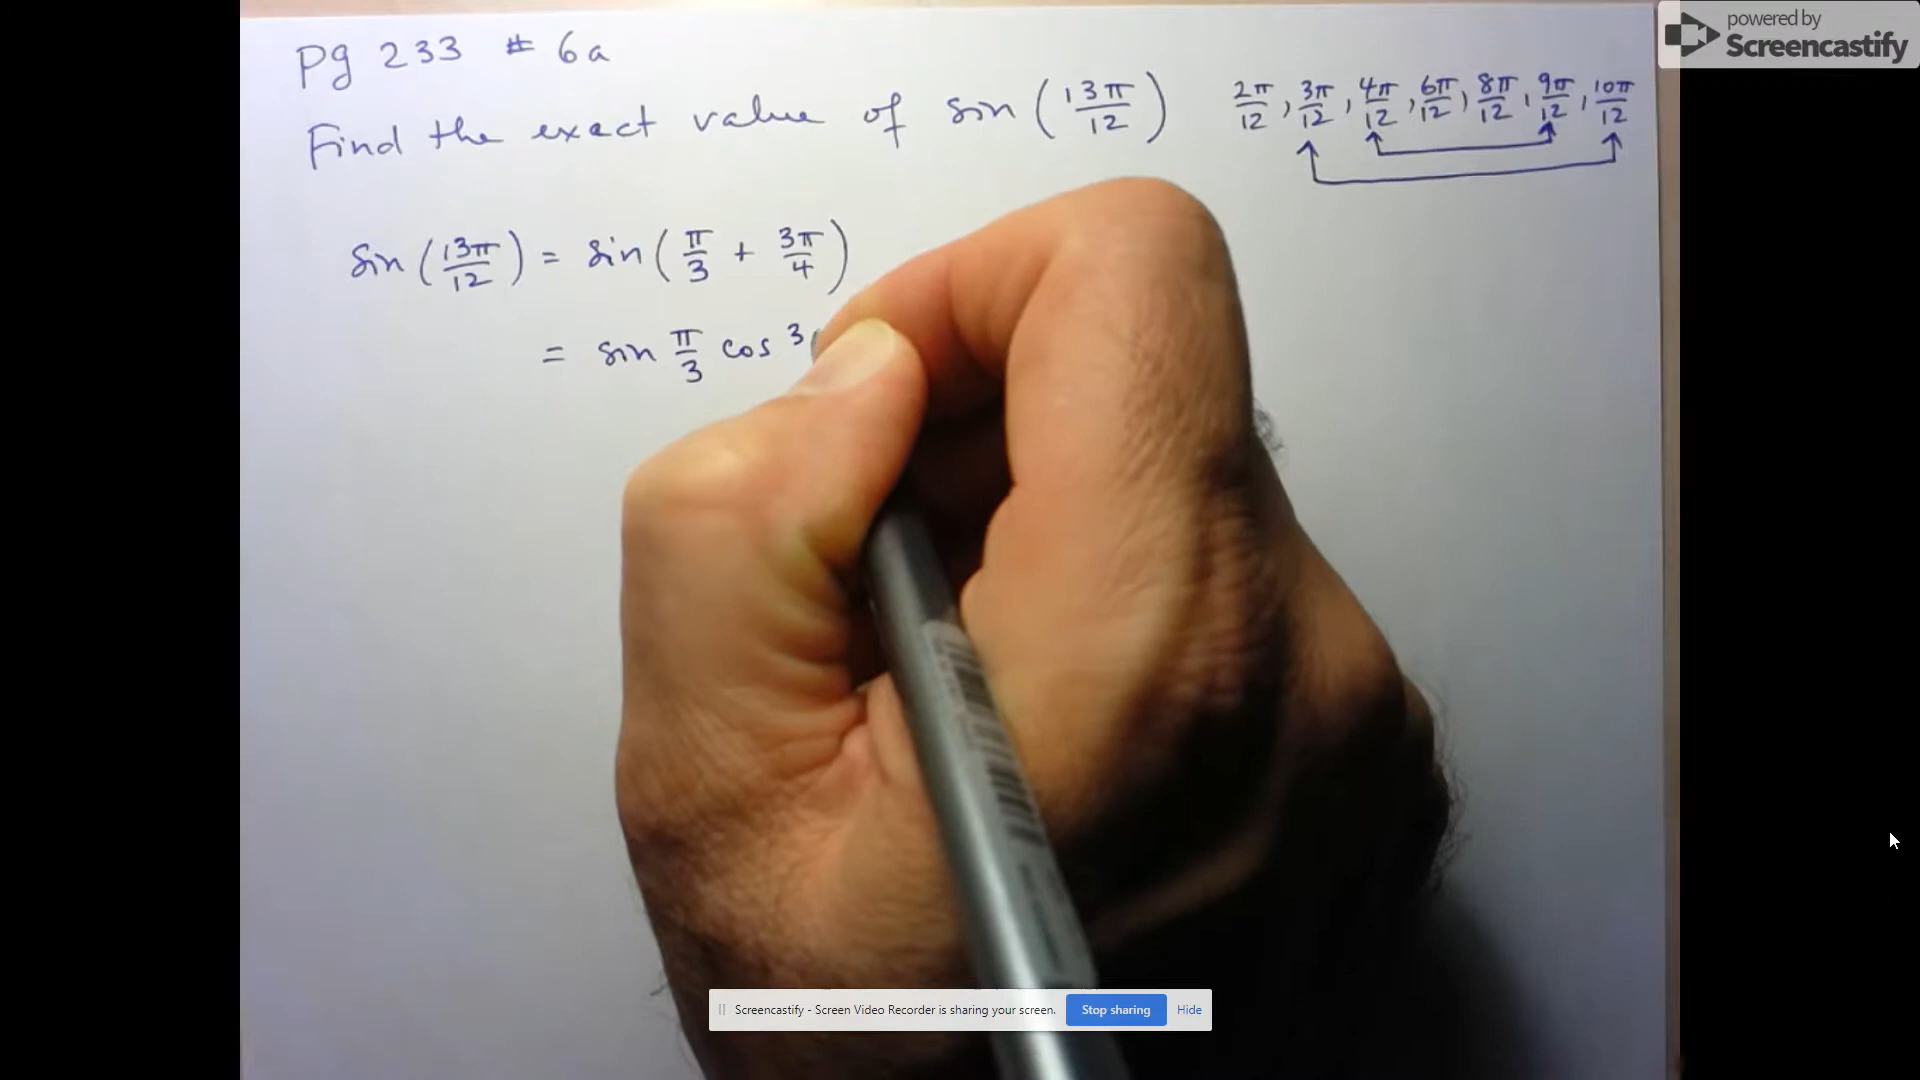 powered by
Screencastify
Pg 233 # 6a
Find the exact value of sin (13π/12) 2π/12, 3π/12, 4π/12, 6π/12, 8π/12, 9π/12, 10π/12
sin (13π/12) = sin (π/3 + 3π/4)
= sin π/3 cos 3
Screencastify - Screen Video Recorder is sharing your screen. Stop sharing Hide